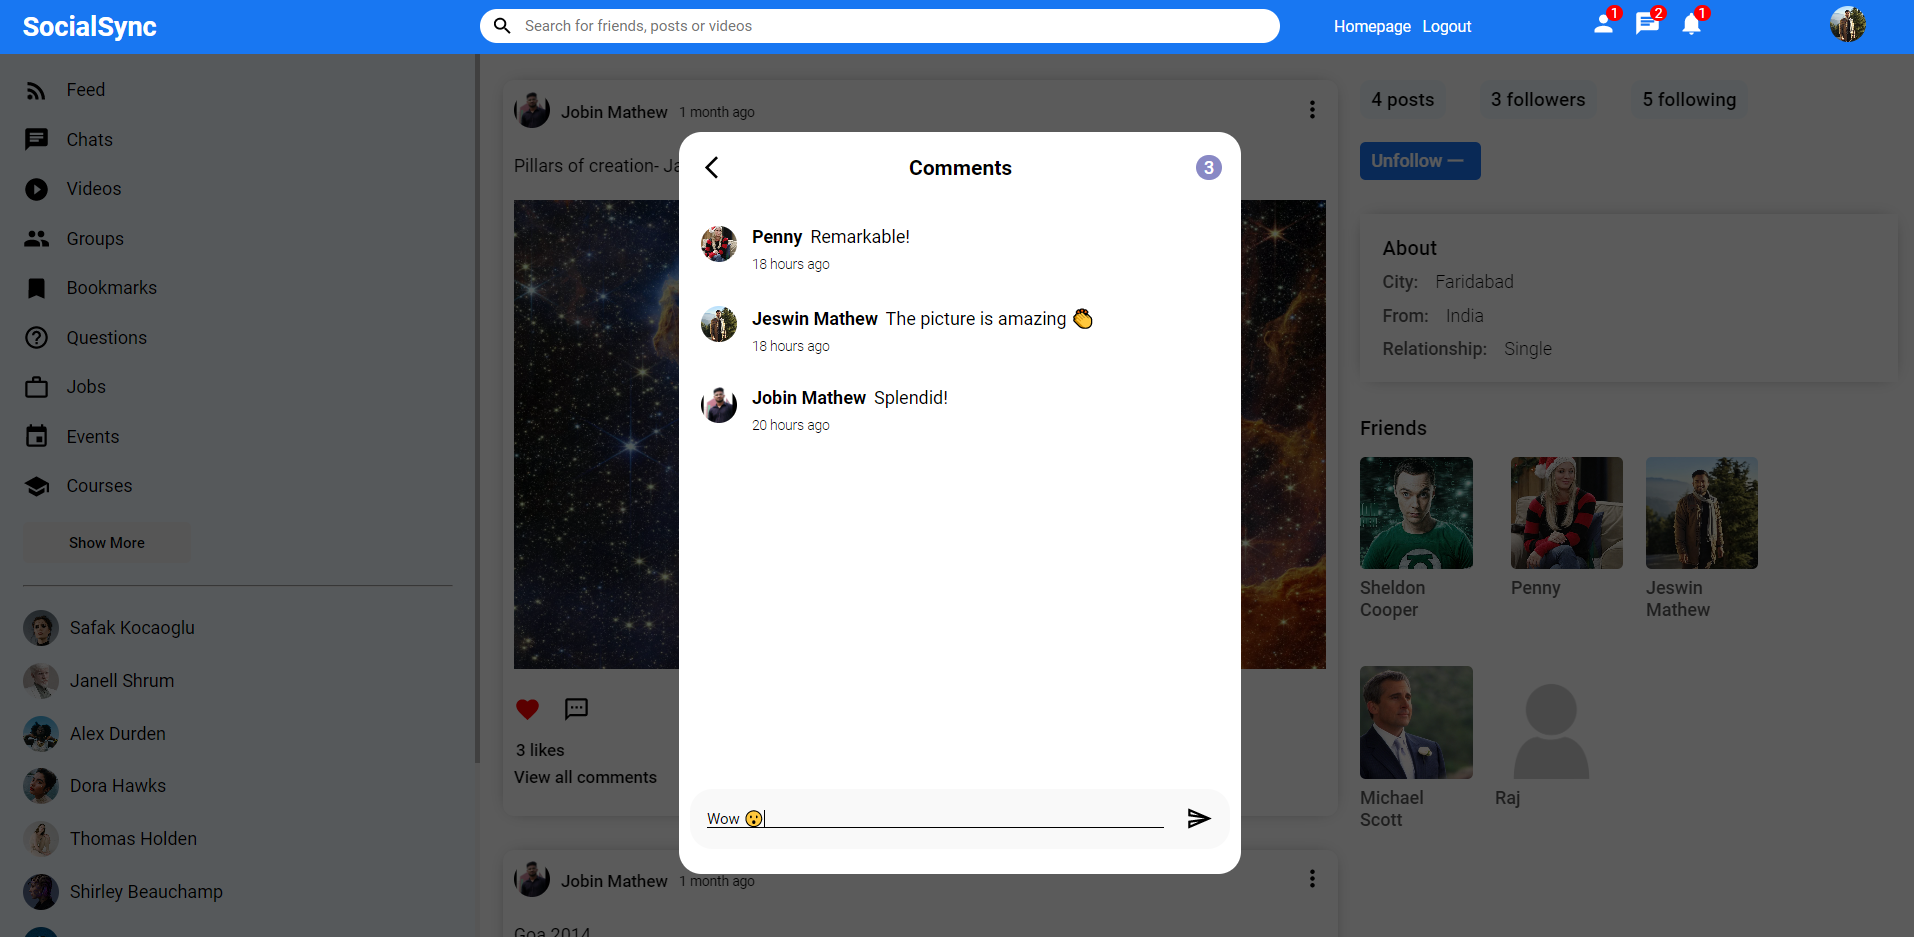 SocialSync
Search for friends, posts or videos
Homepage Logout
1
2
1
Feed
Chats
Videos
Groups
Bookmarks
Questions
Jobs
Events
Courses
Show More
Safak Kocaoglu
Janell Shrum
Alex Durden
Dora Hawks
Thomas Holden
Shirley Beauchamp
Jobin Mathew 1 month ago
Pillars of creation- Ja
3 likes
View all comments
Jobin Mathew 1 month ago
Goa 2014
Comments 3
Penny Remarkable!
18 hours ago
Jeswin Mathew The picture is amazing 👏
18 hours ago
Jobin Mathew Splendid!
20 hours ago
Wow 😮
4 posts 3 followers 5 following
Unfollow
About
City: Faridabad
From: India
Relationship: Single
Friends
Sheldon
Cooper
Penny
Jeswin
Mathew
Michael
Scott
Raj